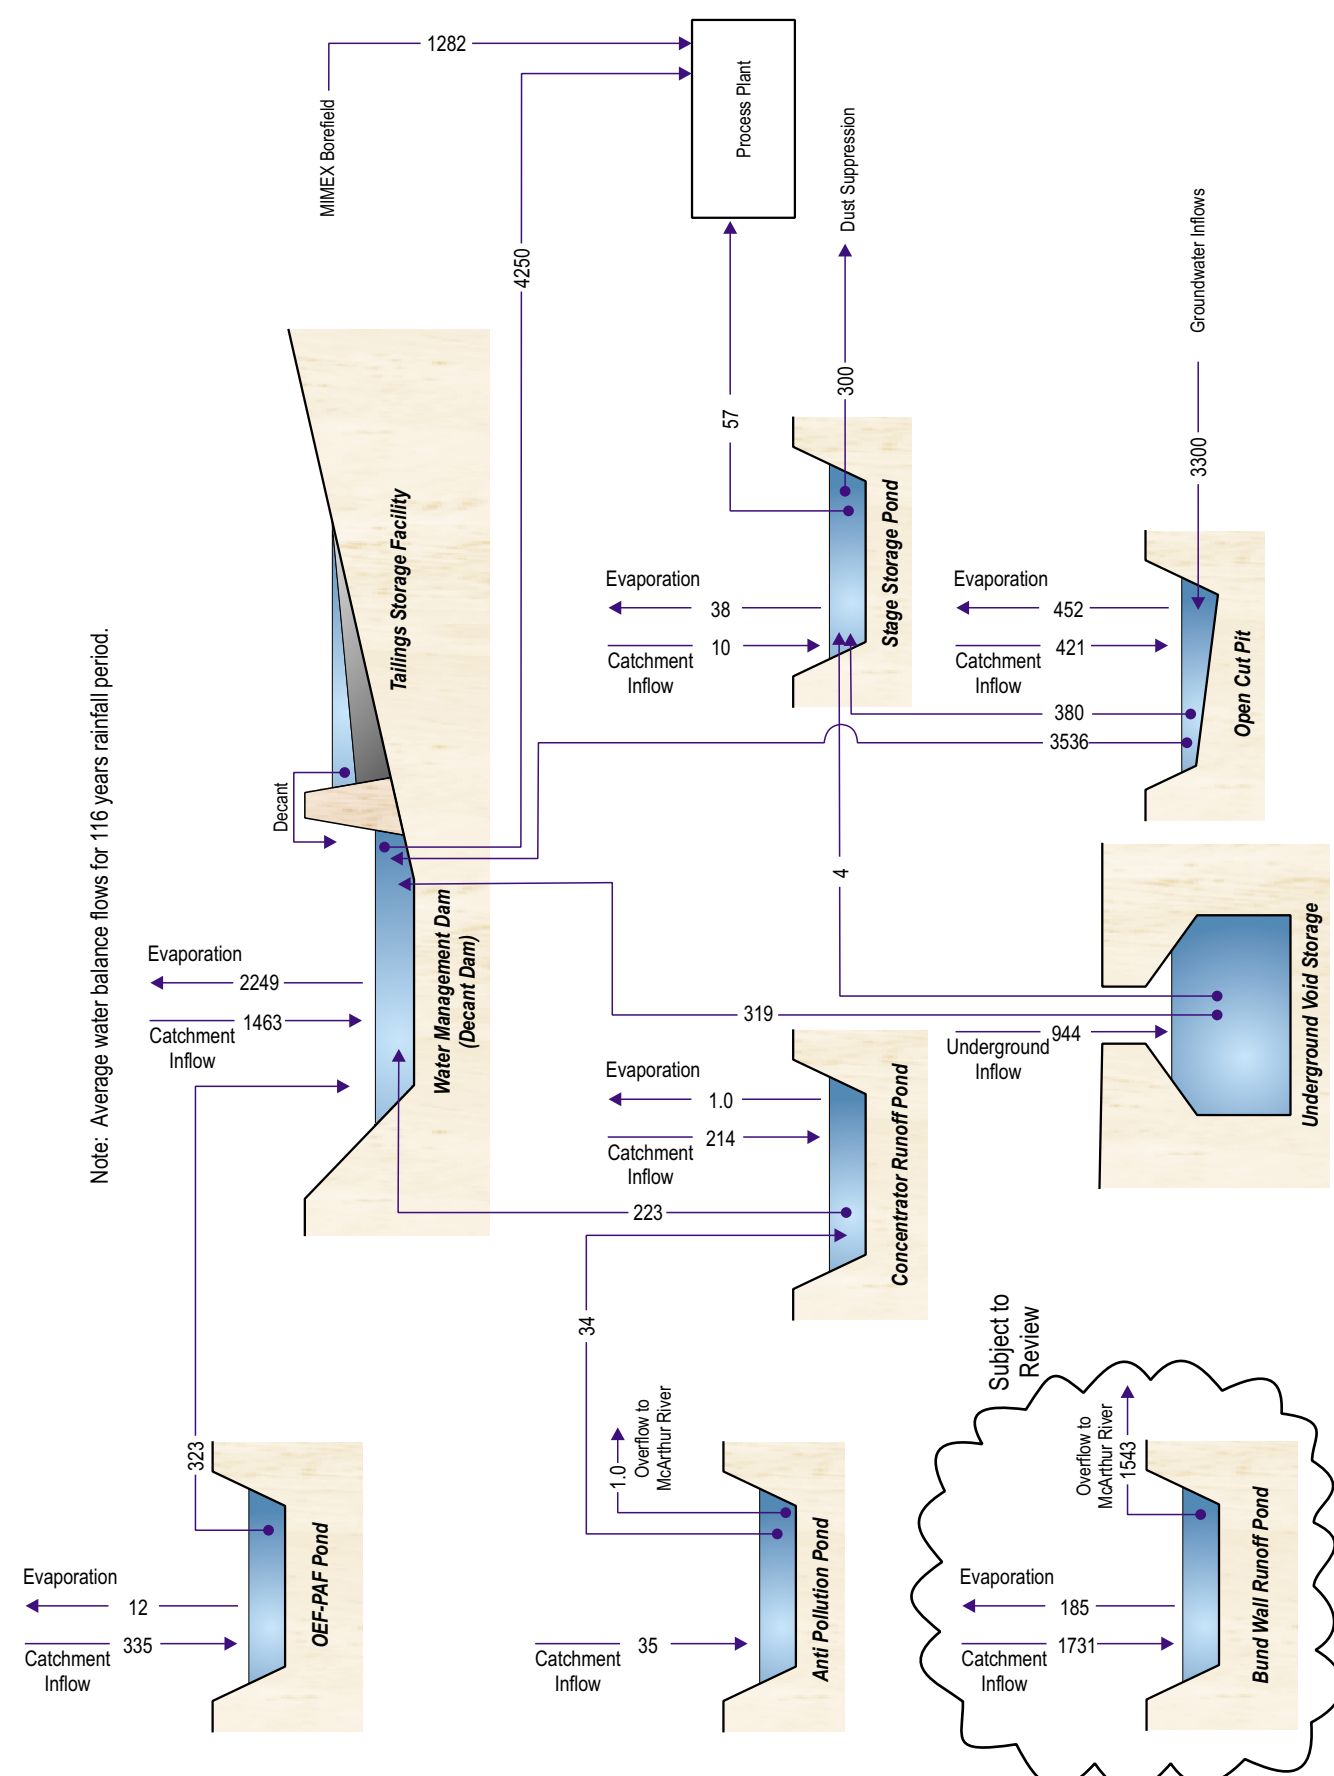 1282
MIMEX Borefield
Process Plant
4250
Dust Suppression
Groundwater Inflows
57
300
3300
Tailings Storage Facility
Stage Storage Pond
Evaporation
38
10
Catchment
Inflow
Evaporation
452
421
Catchment
Inflow
Open Cut Pit
380
3536
Note: Average water balance flows for 116 years rainfall period.
Decant
4
Evaporation
2249
1463
Catchment
Inflow
Water Management Dam
(Decant Dam)
319
Underground
Inflow
944
Underground Void Storage
Evaporation
1.0
214
Catchment
Inflow
Concentrator Runoff Pond
223
34
323
1.0
Overflow to
McArthur River
Subject to
Review
Overflow to
McArthur River
1543
Evaporation
12
335
Catchment
Inflow
OEF-PAF Pond
Catchment
Inflow
35
Anti Pollution Pond
Evaporation
185
1731
Catchment
Inflow
Bund Wall Runoff Pond